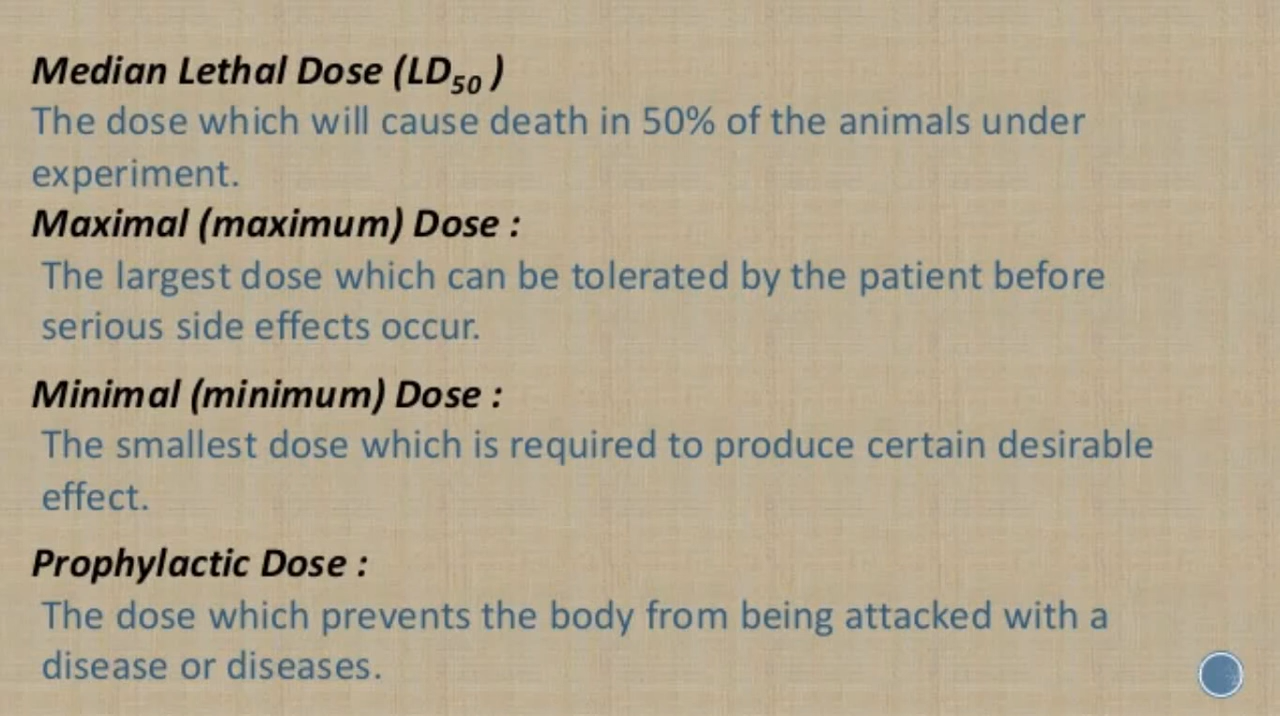 Median Lethal Dose (LD50 )
The dose which will cause death in 50% of the animals under
experiment.
Maximal (maximum) Dose :
The largest dose which can be tolerated by the patient before
serious side effects occur.
Minimal (minimum) Dose :
The smallest dose which is required to produce certain desirable
effect.
Prophylactic Dose :
The dose which prevents the body from being attacked with a
disease or diseases.